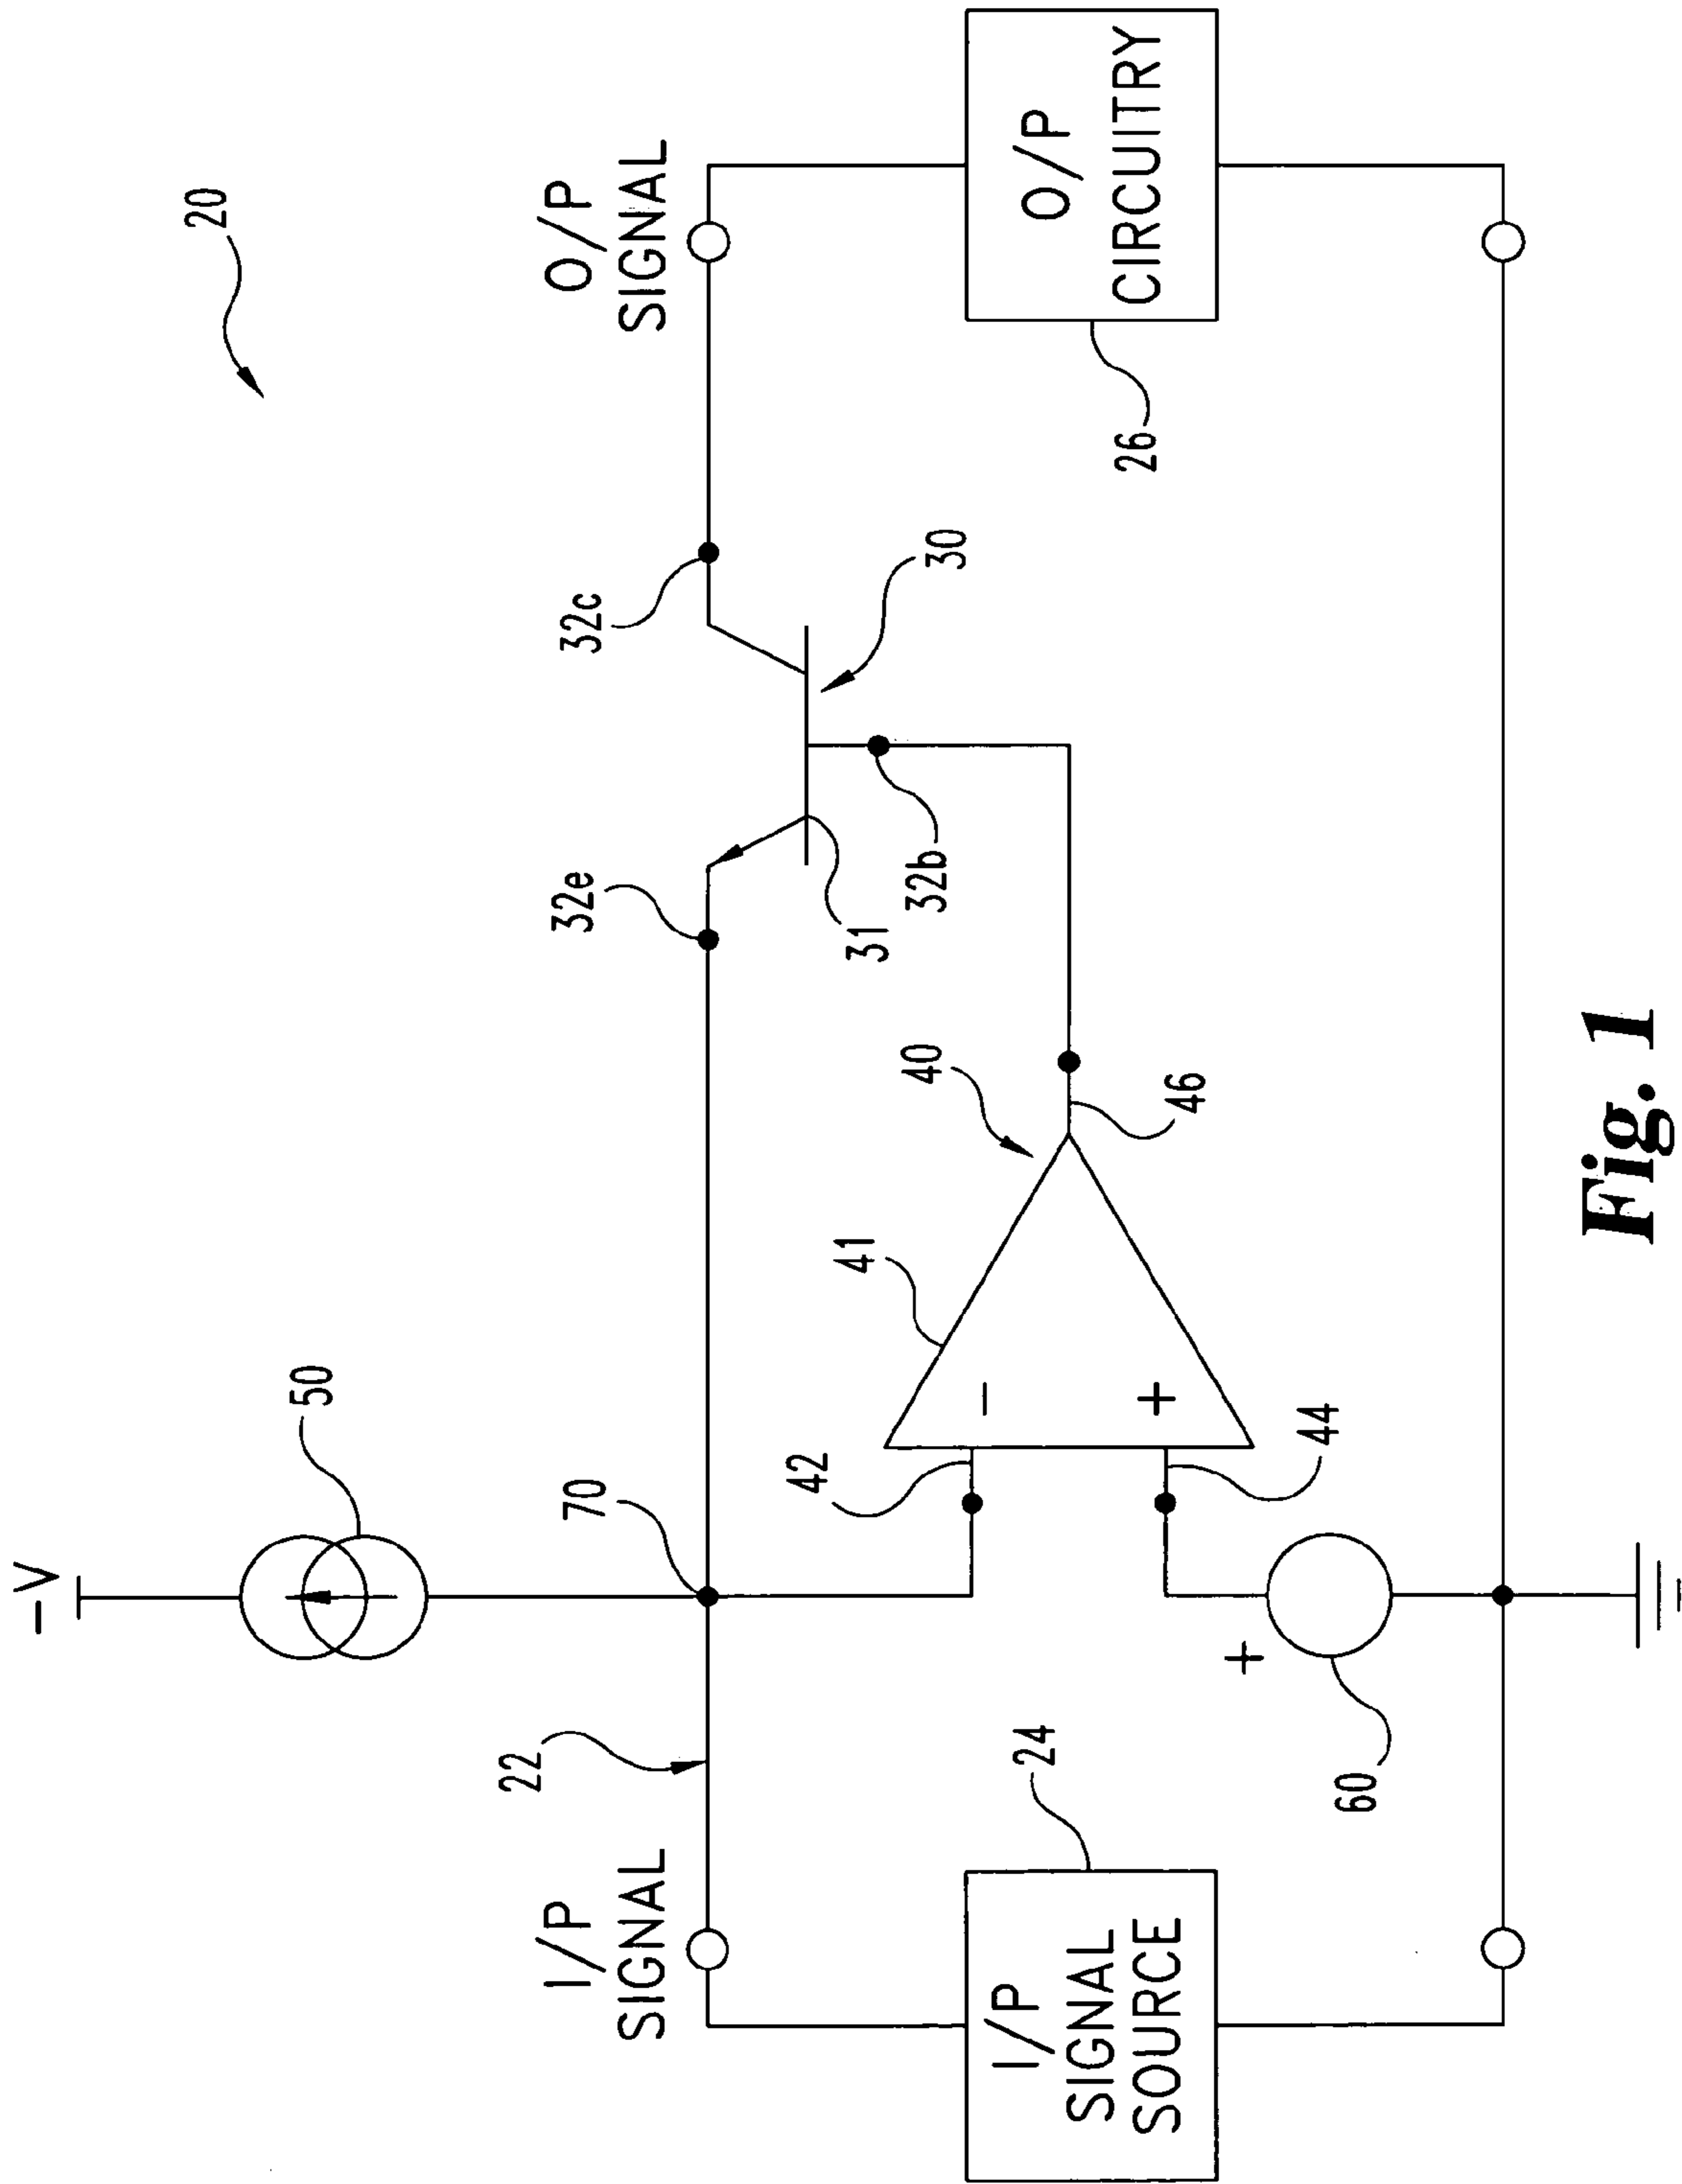 20
-V
50
I/P
SIGNAL
22
70
32e
32c
O/P
SIGNAL
31
30
32b
42
41
40
-
+
44
46
I/P
SIGNAL
SOURCE
24
+
60
26
O/P
CIRCUITRY
Fig. 1